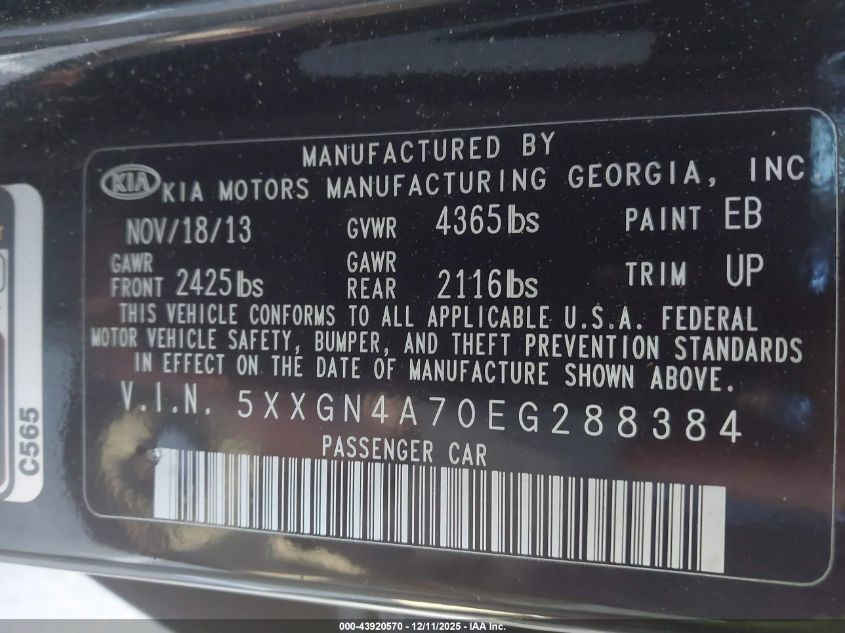 MANUFACTURED BY
KIA KIA MOTORS MANUFACTURING GEORGIA, INC.
NOV/18/13 GVWR 4365lbs PAINT EB
GAWR FRONT 2425lbs GAWR REAR 2116lbs TRIM UP
THIS VEHICLE CONFORMS TO ALL APPLICABLE U.S.A. FEDERAL
MOTOR VEHICLE SAFETY, BUMPER, AND THEFT PREVENTION STANDARDS
IN EFFECT ON THE DATE OF MANUFACTURE SHOWN ABOVE.
V.I.N. 5XXGN4A70EG288384
PASSENGER CAR
C565
000-43920570 - 12/11/2025 - IAA Inc.